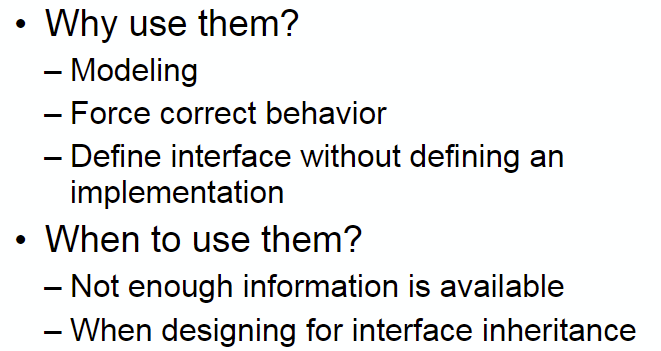 • Why use them?
– Modeling
– Force correct behavior
– Define interface without defining an
implementation
• When to use them?
– Not enough information is available
– When designing for interface inheritance